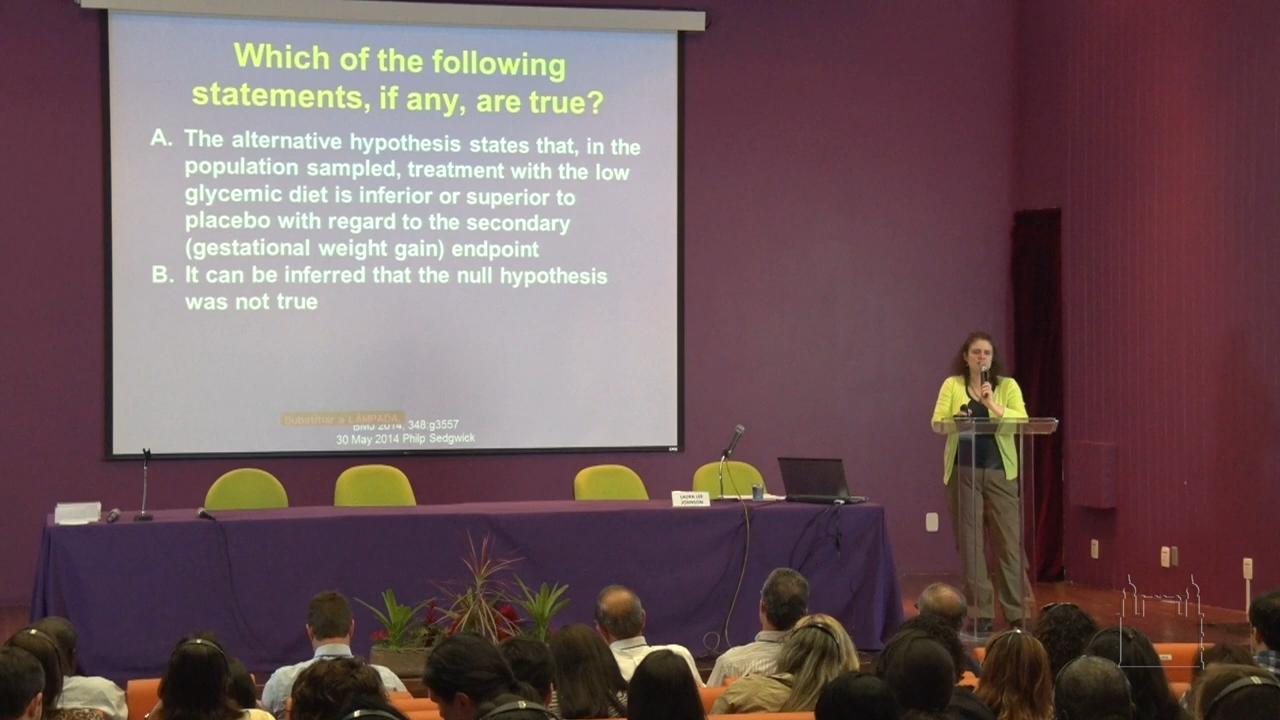 Which of the following
statements, if any, are true?
A. The alternative hypothesis states that, in the
population sampled, treatment with the low
glycemic diet is inferior or superior to
placebo with regard to the secondary
(gestational weight gain) endpoint
B. It can be inferred that the null hypothesis
was not true
Substituir a LÂMPADA.
BMJ 2014; 348:g3557
30 May 2014 Philp Sedgwick
LAURA LEE
JOHNSON